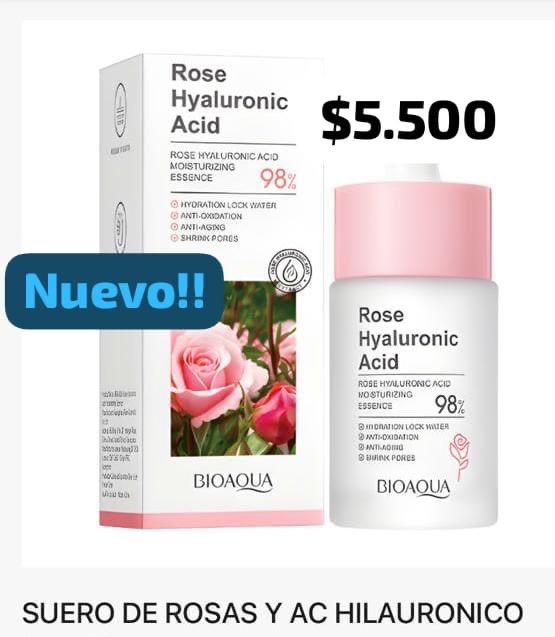 Rose
Hyaluronic
Acid
$5.500
ROSE HYALURONIC ACID
MOISTURIZING
ESSENCE
98%
HYDRATION LOCK WATER
ANTI-OXIDATION
ANTI-AGING
SHRINK PORES
Nuevo!!
BIOAQUA
Rose
Hyaluronic
Acid
ROSE HYALURONIC ACID
MOISTURIZING
ESSENCE
98%
HYDRATION LOCK WATER
ANTI-OXIDATION
ANTI-AGING
SHRINK PORES
BIOAQUA
SUERO DE ROSAS Y AC HILAURONICO